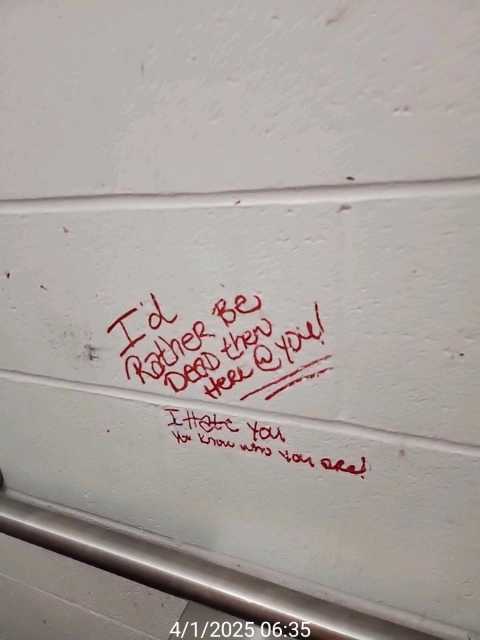 I'd
Rather Be
DEAD then
Here @ YOU!
I Hate You
You Know who You are!
4/1/2025 06:35